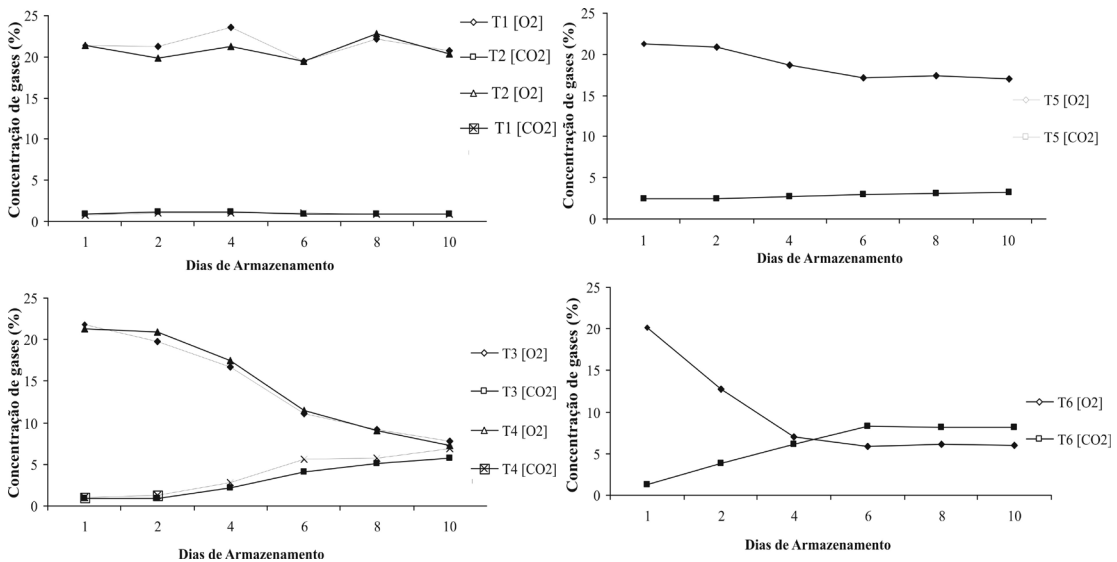 Concentração de gases (%)
25
20
15
10
5
0
1 2 4 6 8 10
Dias de Armazenamento
T1 [O2]
T2 [CO2]
T2 [O2]
T1 [CO2]
Concentração de gases (%)
25
20
15
10
5
0
1 2 4 6 8 10
Dias de Armazenamento
T5 [O2]
T5 [CO2]
Concentração de gases (%)
25
20
15
10
5
0
1 2 4 6 8 10
Dias de Armazenamento
T3 [O2]
T3 [CO2]
T4 [O2]
T4 [CO2]
Concentração de gases (%)
25
20
15
10
5
0
1 2 4 6 8 10
Dias de Armazenamento
T6 [O2]
T6 [CO2]